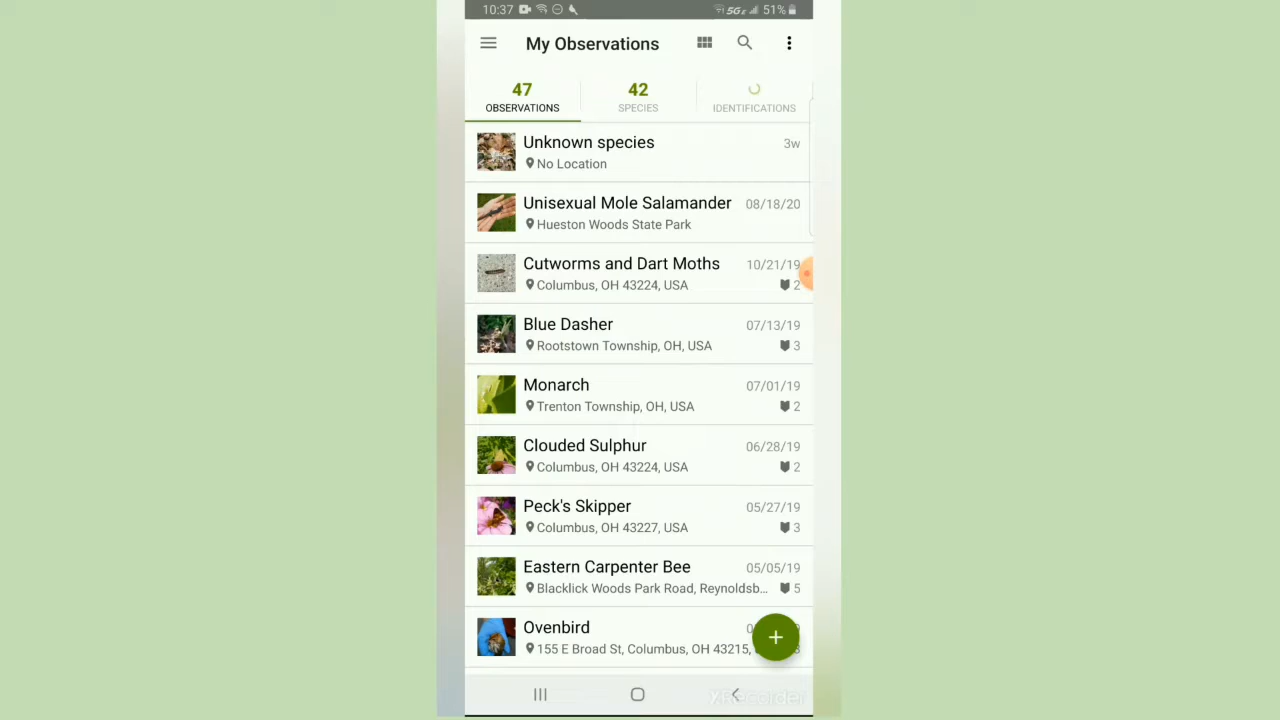 10:37 5G E 51%
My Observations
47 42
OBSERVATIONS SPECIES IDENTIFICATIONS
Unknown species 3w
No Location
Unisexual Mole Salamander 08/18/20
Hueston Woods State Park
Cutworms and Dart Moths 10/21/19
Columbus, OH 43224, USA 2
Blue Dasher 07/13/19
Rootstown Township, OH, USA 3
Monarch 07/01/19
Trenton Township, OH, USA 2
Clouded Sulphur 06/28/19
Columbus, OH 43224, USA 2
Peck's Skipper 05/27/19
Columbus, OH 43227, USA 3
Eastern Carpenter Bee 05/05/19
Blacklick Woods Park Road, Reynoldsb... 5
Ovenbird
155 E Broad St, Columbus, OH 43215,
XRecorder